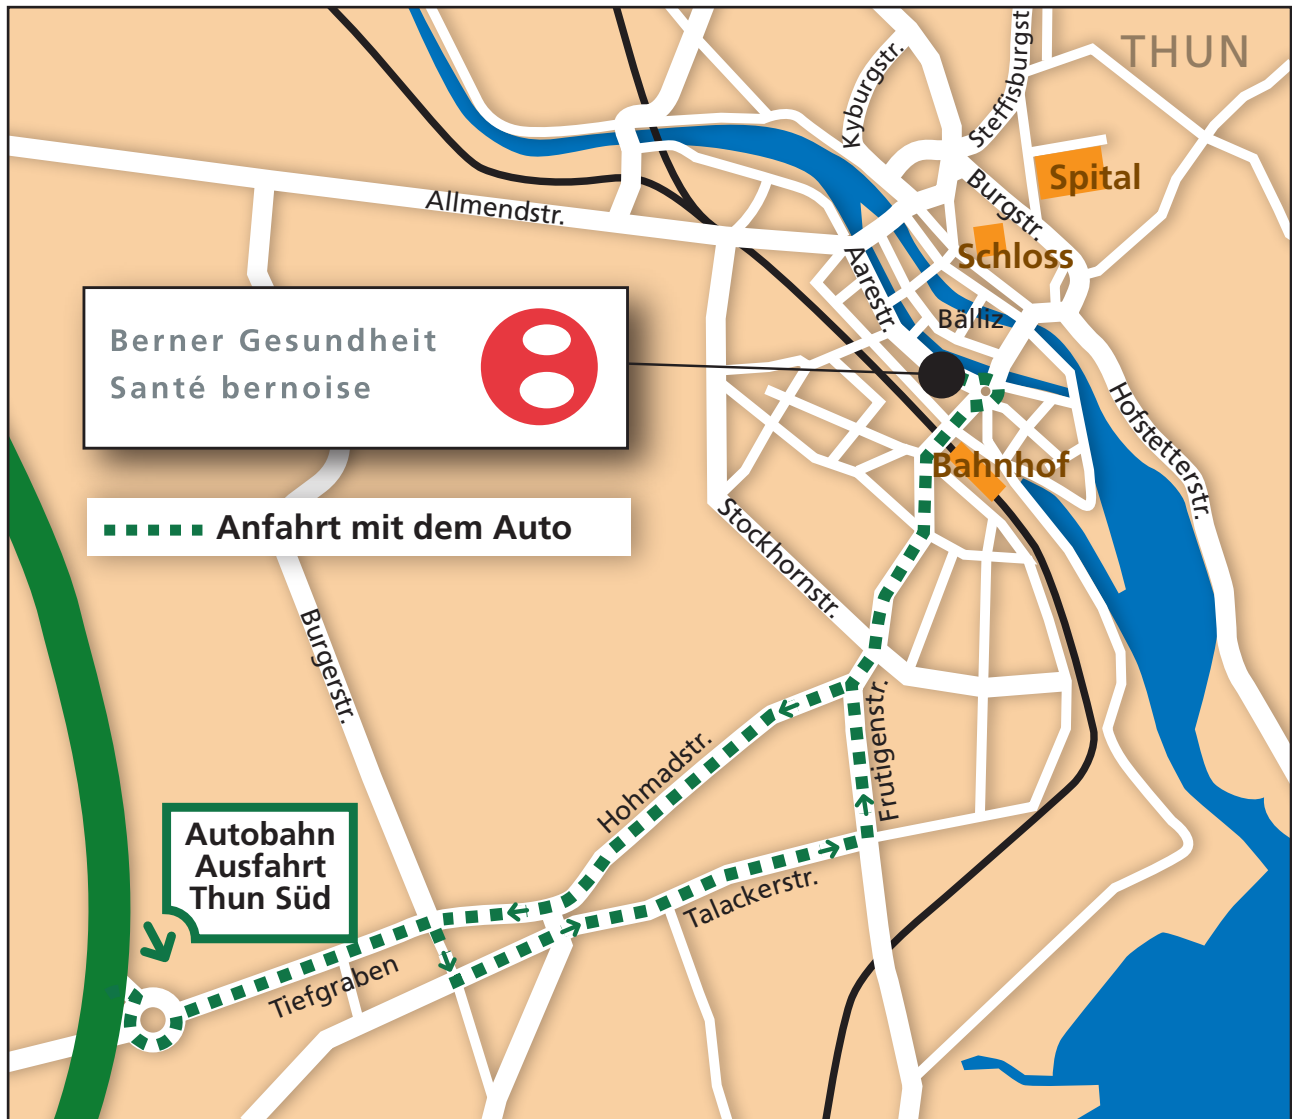 THUN
Kyburgstr.
Steffisburgst
Spital
Burgstr.
Allmendstr.
Schloss
Aarestr.
Bälliz
Berner Gesundheit
Santé bernoise
Hofstetterstr.
Bahnhof
Anfahrt mit dem Auto
Stockhornstr.
Burgerstr.
Frutigenstr.
Hohmadstr.
Autobahn
Ausfahrt
Thun Süd
Talackerstr.
Tiefgraben